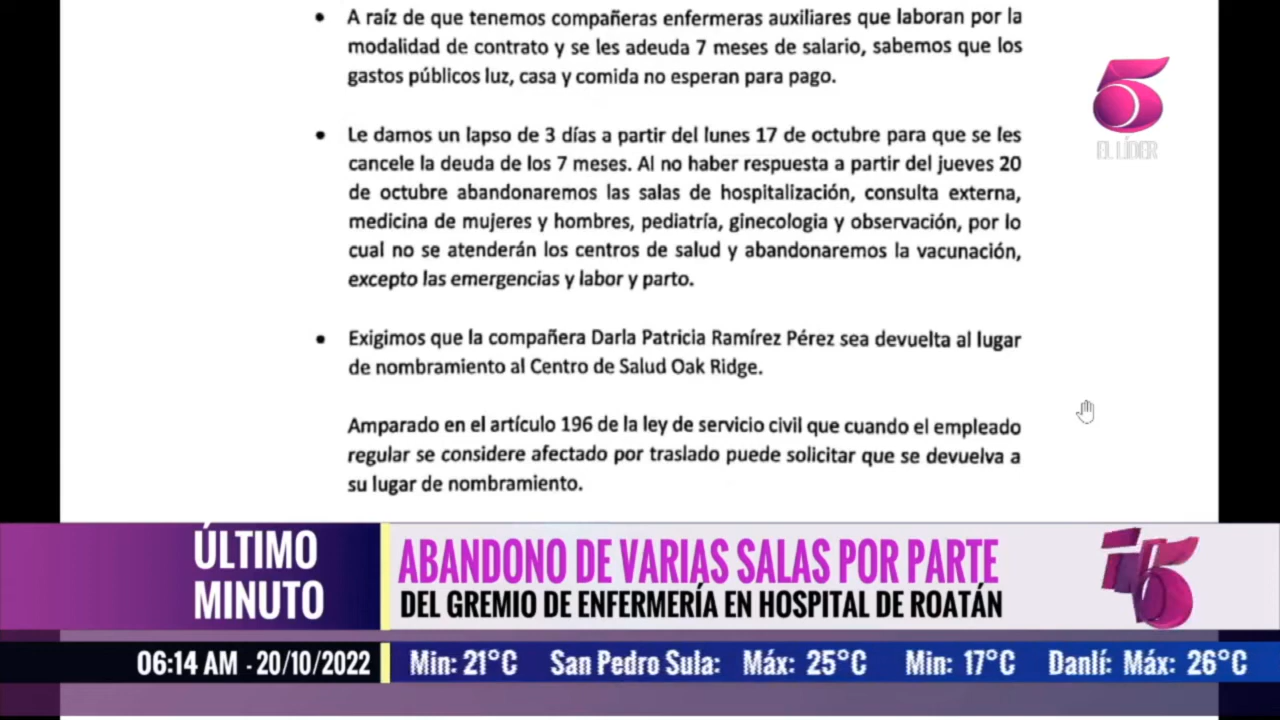 • A raíz de que tenemos compañeras enfermeras auxiliares que laboran por la
modalidad de contrato y se les adeuda 7 meses de salario, sabemos que los
gastos públicos luz, casa y comida no esperan para pago.
• Le damos un lapso de 3 días a partir del lunes 17 de octubre para que se les
cancele la deuda de los 7 meses. Al no haber respuesta a partir del jueves 20
de octubre abandonaremos las salas de hospitalización, consulta externa,
medicina de mujeres y hombres, pediatría, ginecologia y observación, por lo
cual no se atenderán los centros de salud y abandonaremos la vacunación,
excepto las emergencias y labor y parto.
• Exigimos que la compañera Darla Patricia Ramírez Pérez sea devuelta al lugar
de nombramiento al Centro de Salud Oak Ridge.
Amparado en el artículo 196 de la ley de servicio civil que cuando el empleado
regular se considere afectado por traslado puede solicitar que se devuelva a
su lugar de nombramiento.
5
EL LÍDER
ÚLTIMO
MINUTO
ABANDONO DE VARIAS SALAS POR PARTE
DEL GREMIO DE ENFERMERÍA EN HOSPITAL DE ROATÁN
T5
06:14 AM - 20/10/2022
Min: 21°C San Pedro Sula: Máx: 25°C Min: 17°C Danlí: Máx: 26°C